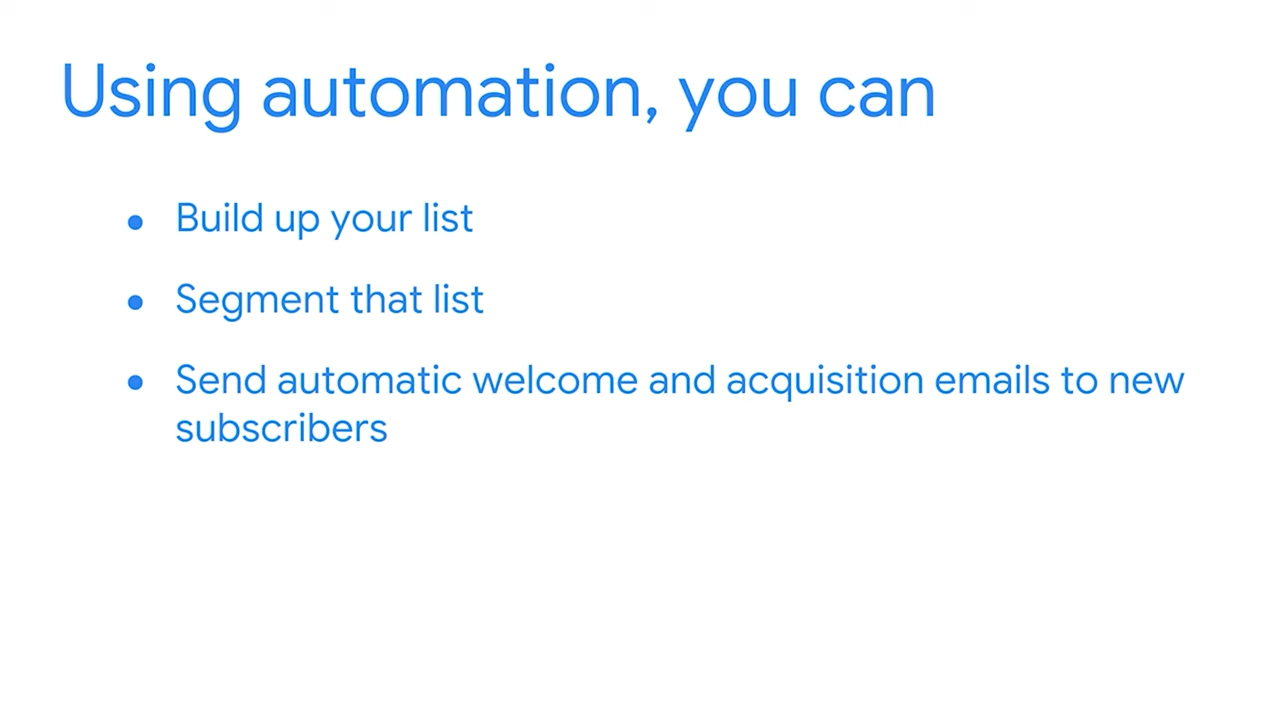 Using automation, you can
• Build up your list
• Segment that list
• Send automatic welcome and acquisition emails to new
subscribers